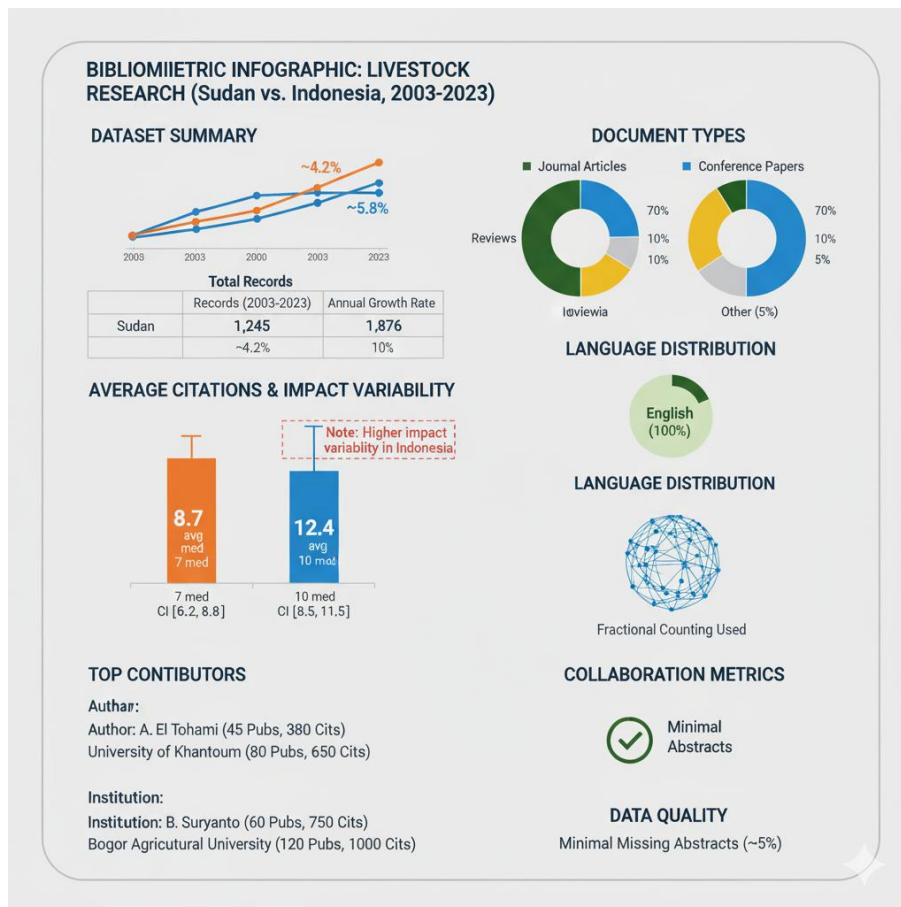 BIBLIOMIIETRIC INFOGRAPHIC: LIVESTOCK
RESEARCH (Sudan vs. Indonesia, 2003-2023)
DATASET SUMMARY
~4.2%
~5.8%
2003 2003 2000 2003 2023
Total Records
Records (2003-2023) Annual Growth Rate
Sudan 1,245 1,876
~4.2% 10%
AVERAGE CITATIONS & IMPACT VARIABILITY
Note: Higher impact
variablity in Indonesia
8.7
avg
med
7 med
12.4
avg
10
7 med
CI [6.2, 8.8]
10 med
CI [8.5, 11.5]
TOP CONTIBUTORS
Author: A. El Tohami (45 Pubs, 380 Cits)
University of Khantoum (80 Pubs, 650 Cits)
Institution:
Institution: B. Suryanto (60 Pubs, 750 Cits)
Bogor Agricutural University (120 Pubs, 1000 Cits)
DOCUMENT TYPES
Journal Articles
Conference Papers
Reviews
70%
10%
10%
70%
10%
5%
Other (5%)
LANGUAGE DISTRIBUTION
English
(100%)
LANGUAGE DISTRIBUTION
Fractional Counting Used
COLLABORATION METRICS
Minimal
Abstracts
DATA QUALITY
Minimal Missing Abstracts (~5%)